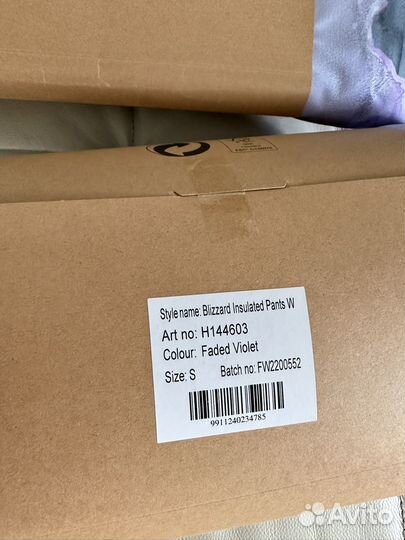 Style name: Blizzard Insulated Pants W
Art no: H144603
Colour: Faded Violet
Size: S Batch no: FW2200552
9911240234785
Avito